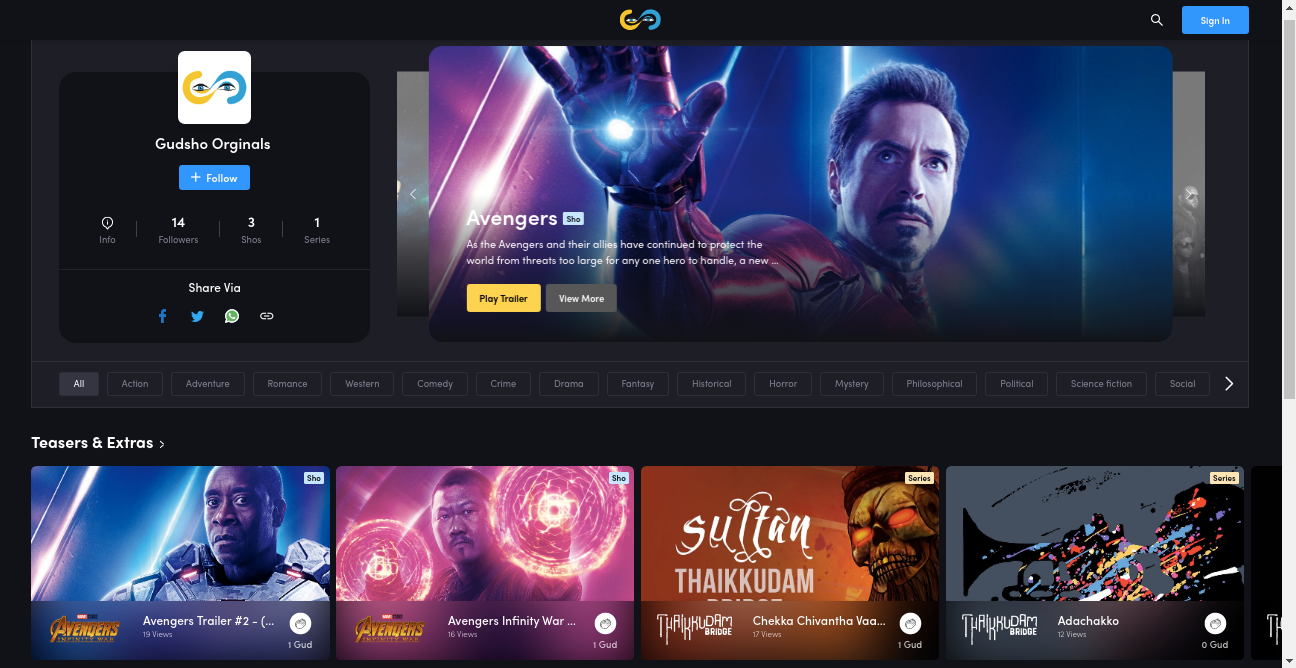 Sign In
Gudsho Orginals
Follow
14
3
1
Info
Followers
Shos
Series
Share Via
Avengers Sho
As the Avengers and their allies have continued to protect the
world from threats too large for any one hero to handle, a new ...
Play Trailer
View More
All
Action
Adventure
Romance
Western
Comedy
Crime
Drama
Fantasy
Historical
Horror
Mystery
Philosophical
Political
Science fiction
Social
Teasers & Extras
Sho
AVENGERS
INFINITY WAR
Avengers Trailer #2 - (...
19 Views
1 Gud
Sho
AVENGERS
INFINITY WAR
Avengers Infinity War ...
16 Views
1 Gud
Series
sultan
THAIKKUDAM
BRIDGE
THAIKKUDAM
BRIDGE
Chekka Chivantha Vaa...
17 Views
1 Gud
Series
THAIKKUDAM
BRIDGE
Adachakko
12 Views
0 Gud